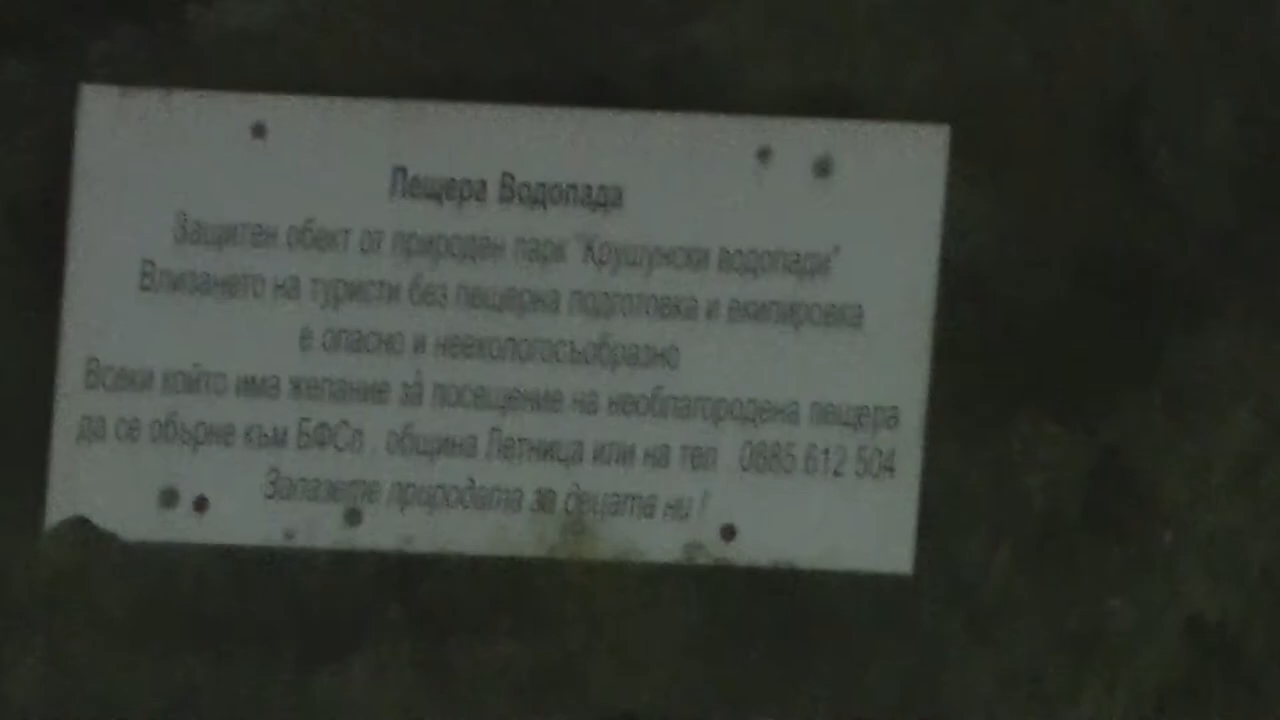 Пещера Водопада
Защитен обект от природен парк "Крушунски водопади"
Влизането на туристи без пещерна подготовка и екипировка
е опасно и неекологосъобразно
Всеки който има желание за посещение на необлагородена пещера
да се обърне към БФСп , община Летница или на тел . 0885 612 504
Запазете природата за децата ни !